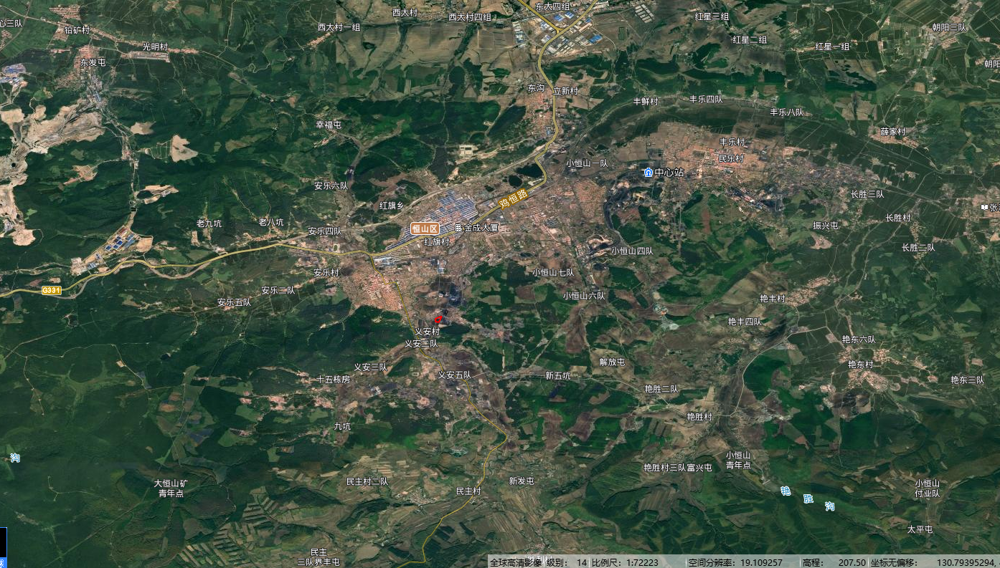 东大四组
西太村
西太村四组
红星三组
西太村一组
心三队
铅矿村
朝阳三队
红星二组
光明村
红星一组
东发屯
朝阳
东沟
立新村
丰鲜村
丰乐四队
丰乐八队
幸福屯
薛家村
丰乐村
民乐村
小恒山一队
中心站
安乐六队
长胜三队
鸡恒路
红旗乡
长胜村
老九坑
老八坑
安乐四队
恒山区
金成大厦
振兴屯
红旗村
长胜二队
小恒山四队
安乐村
小恒山七队
G331
安乐二队
小恒山六队
艳丰村
安乐五队
艳丰四队
义安村
义安二队
艳东六队
解放屯
艳东村
义安三队
义安五队
新五坑
十五栋房
艳东三队
艳胜二队
艳胜村
九坑
沟
小恒山
青年点
艳胜村三队富兴屯
民主村二队
新发屯
大恒山矿
青年点
小恒山
付业队
民主村
艳 胜 沟
太平屯
民主
三队界丰屯
全球高清影像 级别： 14 比例尺：1:72223 空间分辨率：19.109257 高程： 207.50 坐标无偏移： 130.79395294,